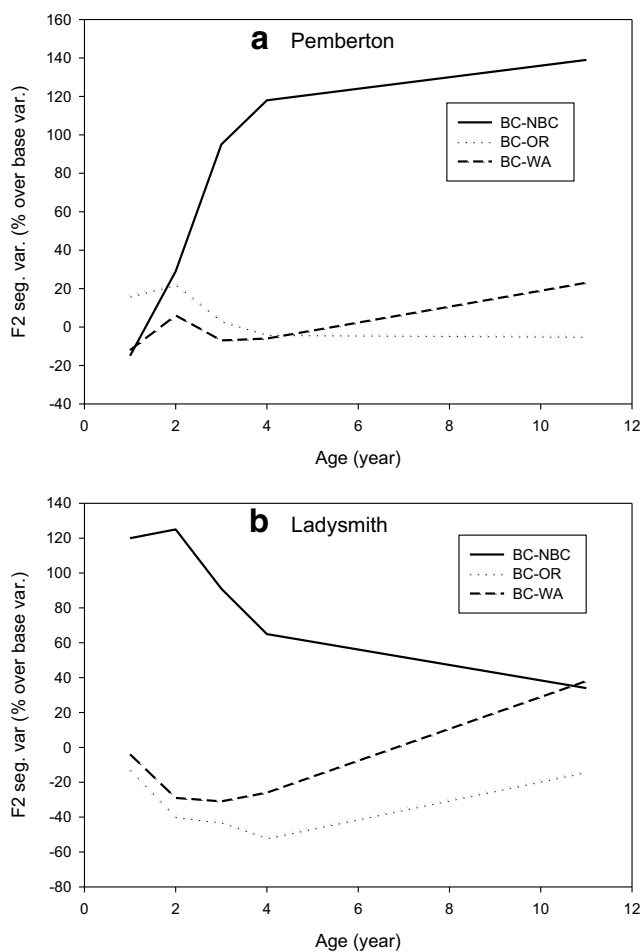 a Pemberton
F2 seg. var. (% over base var.)
160
140
120
100
80
60
40
20
0
-20
-40
BC-NBC
BC-OR
BC-WA
0 2 4 6 8 10 12
Age (year)
b Ladysmith
F2 seg. var (% over base var.)
140
120
100
80
60
40
20
0
-20
-40
-60
-80
BC-NBC
BC-OR
BC-WA
0 2 4 6 8 10 12
Age (year)